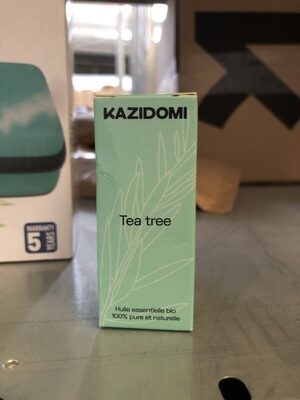 KAZIDOMI
Tea tree
Huile essentielle bio
100% pure et naturelle
WARRANTY
5
YEARS